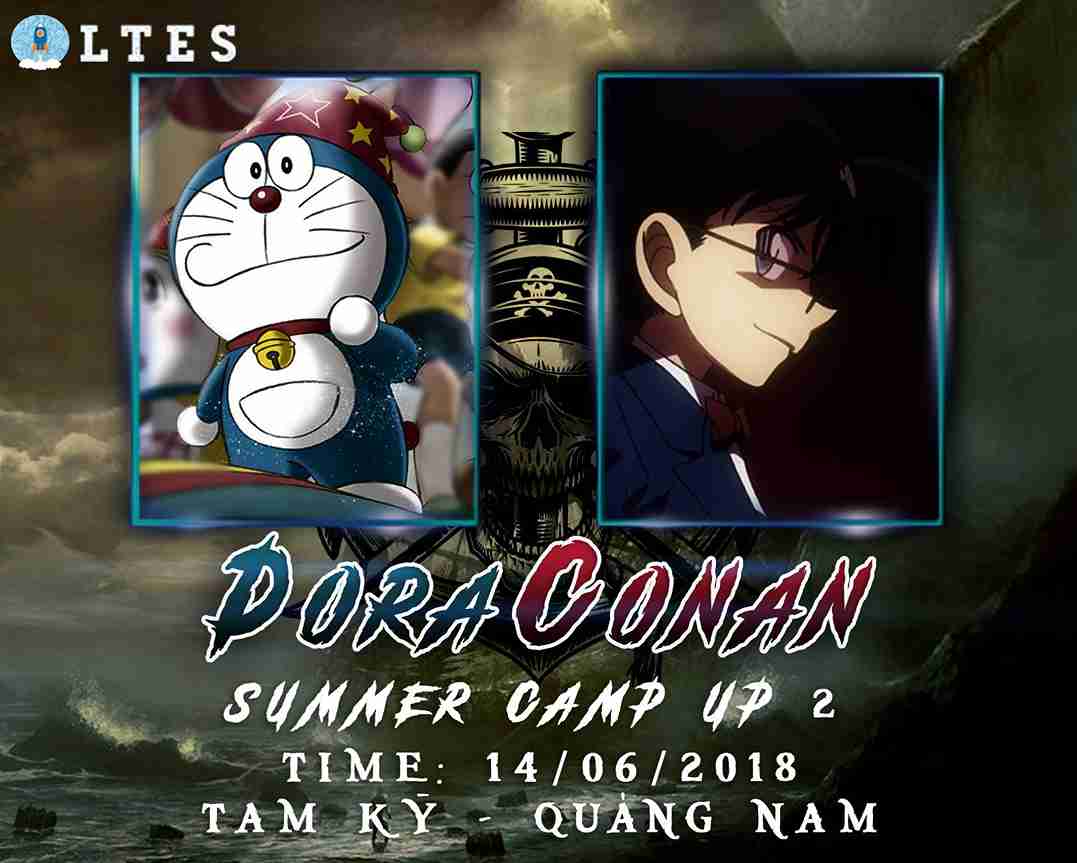 LTES
DORACONAN
SUMMER CAMP UP 2
TIME: 14/06/2018
TAM KỲ - QUẢNG NAM